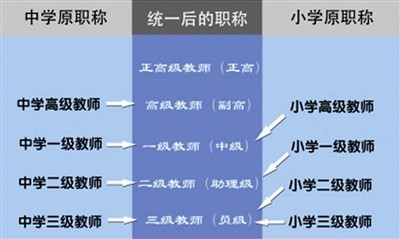 中学原职称 统一后的职称 小学原职称
正高级教师（正高）
中学高级教师 高级教师（副高） 小学高级教师
中学一级教师 一级教师（中级） 小学一级教师
中学二级教师 二级教师（助理级） 小学二级教师
中学三级教师 三级教师（员级） 小学三级教师